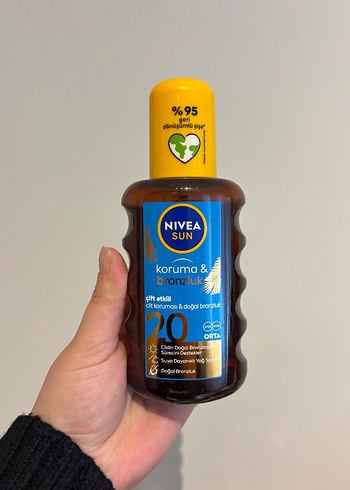 %95
geri
dönüşümlü şişe*
NIVEA
SUN
koruma &
bronzluk
çift etkili
cilt koruması & doğal bronzluk
20
ORTA
Cildin Doğal Bronzlaşma
Sürecini Destekler
Suya Dayanıklı Yağ Sprey
Doğal Bronzluk